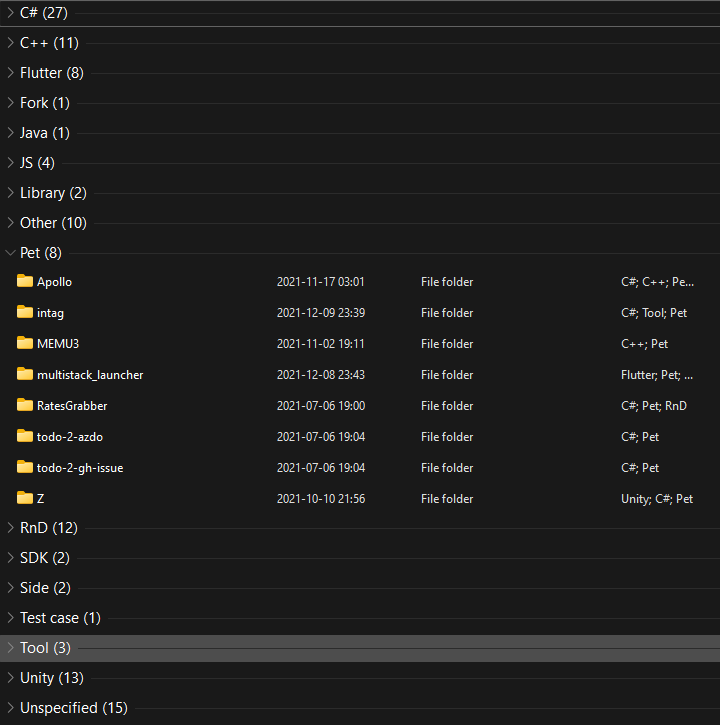 C# (27)
C++ (11)
Flutter (8)
Fork (1)
Java (1)
JS (4)
Library (2)
Other (10)
Pet (8)
Apollo 2021-11-17 03:01 File folder C#; C++; Pe...
intag 2021-12-09 23:39 File folder C#; Tool; Pet
MEMU3 2021-11-02 19:11 File folder C++; Pet
multistack_launcher 2021-12-08 23:43 File folder Flutter; Pet; ...
RatesGrabber 2021-07-06 19:00 File folder C#; Pet; RnD
todo-2-azdo 2021-07-06 19:04 File folder C#; Pet
todo-2-gh-issue 2021-07-06 19:04 File folder C#; Pet
Z 2021-10-10 21:56 File folder Unity; C#; Pet
RnD (12)
SDK (2)
Side (2)
Test case (1)
Tool (3)
Unity (13)
Unspecified (15)